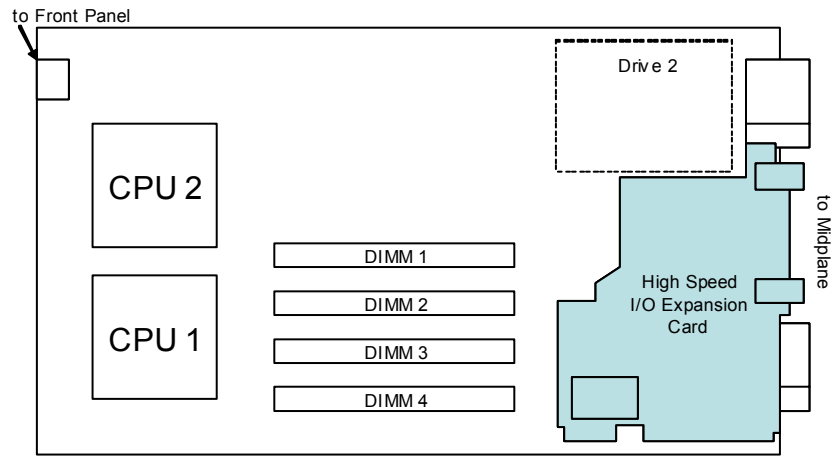 to Front Panel
Drive 2
CPU 2
to Midplane
DIMM 1
High Speed
I/O Expansion
Card
DIMM 2
CPU 1
DIMM 3
DIMM 4